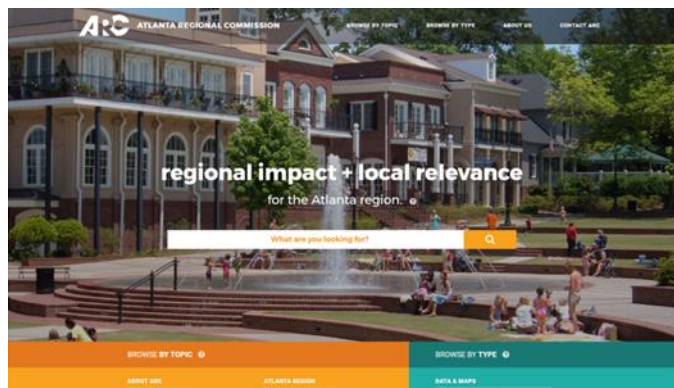 ARC ATLANTA REGIONAL COMMISSION
BROWSE BY TOPIC BROWSE BY TYPE ABOUT US CONTACT ARC
regional impact + local relevance
for the Atlanta region.
What are you looking for?
BROWSE BY TOPIC
BROWSE BY TYPE
ABOUT ARC
ATLANTA REGION
DATA & MAPS